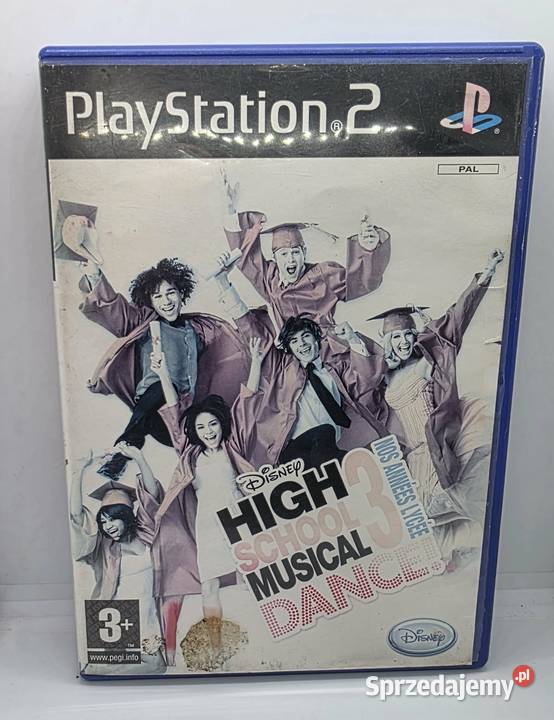 PlayStation®2
PAL
DISNEY
HIGH
SCHOOL
MUSICAL
3
NOS ANNÉES LYCÉE
DANCE!
3+
www.pegi.info
DISNEY
Sprzedajemy.pl